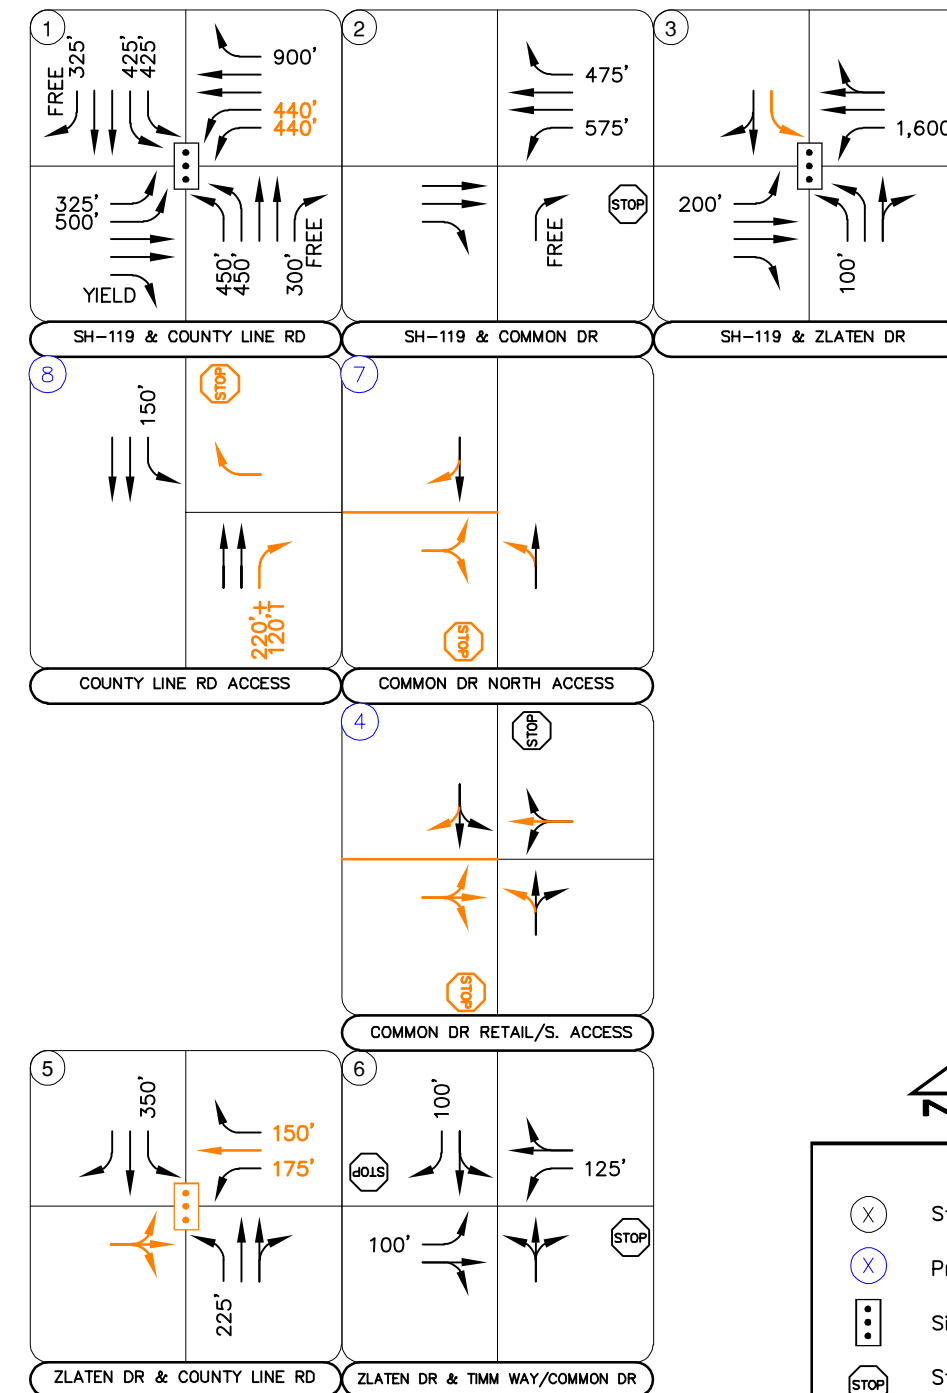 1
FREE
325'
425'
425'
900'
440'
440'
325'
500'
YIELD
450'
450'
300'
FREE
SH-119 & COUNTY LINE RD
2
475'
575'
STOP
FREE
SH-119 & COMMON DR
3
1,600
200'
100'
SH-119 & ZLATEN DR
8
150'
STOP
220'±
120'†
COUNTY LINE RD ACCESS
7
STOP
COMMON DR NORTH ACCESS
4
STOP
STOP
COMMON DR RETAIL/S. ACCESS
5
350'
150'
175'
225'
ZLATEN DR & COUNTY LINE RD
6
100'
STOP
125'
100'
STOP
ZLATEN DR & TIMM WAY/COMMON DR
X
X
STOP